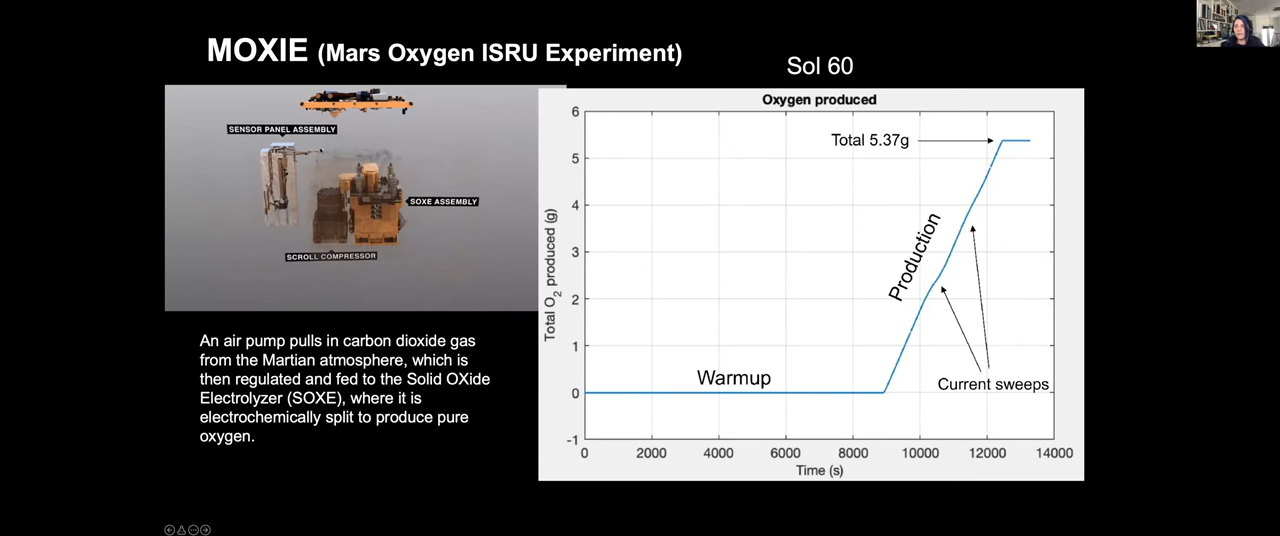 MOXIE (Mars Oxygen ISRU Experiment)
Sol 60
SENSOR PANEL ASSEMBLY
SOXE ASSEMBLY
SCROLL COMPRESSOR
An air pump pulls in carbon dioxide gas
from the Martian atmosphere, which is
then regulated and fed to the Solid OXide
Electrolyzer (SOXE), where it is
electrochemically split to produce pure
oxygen.
Oxygen produced
Total O2 produced (g)
6
5
4
3
2
1
0
-1
Total 5.37g
Production
Warmup
Current sweeps
0 2000 4000 6000 8000 10000 12000 14000
Time (s)